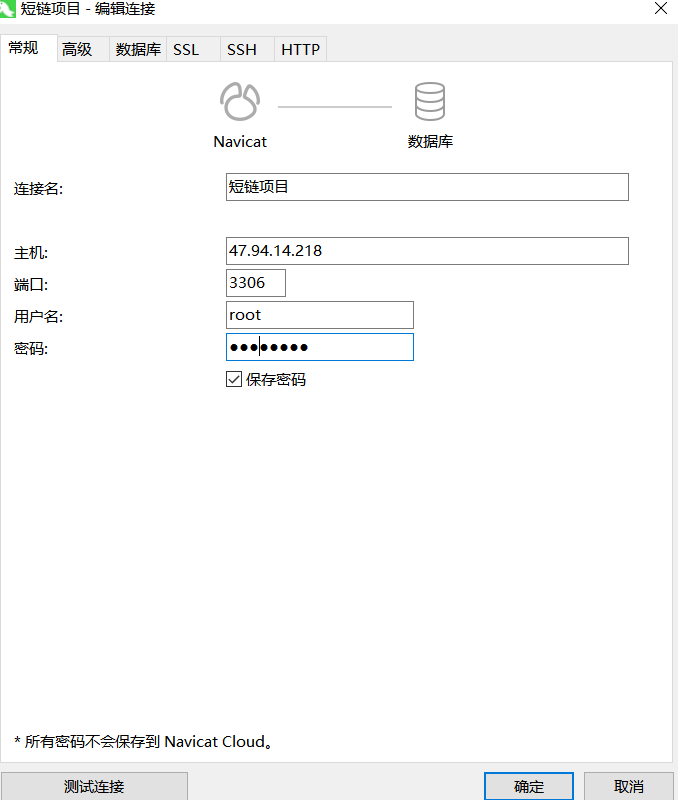 短链项目 - 编辑连接
常规 高级 数据库 SSL SSH HTTP
Navicat 数据库
连接名: 短链项目
主机: 47.94.14.218
端口: 3306
用户名: root
密码: ●●●●●●●●
保存密码
* 所有密码不会保存到 Navicat Cloud。
测试连接 确定 取消